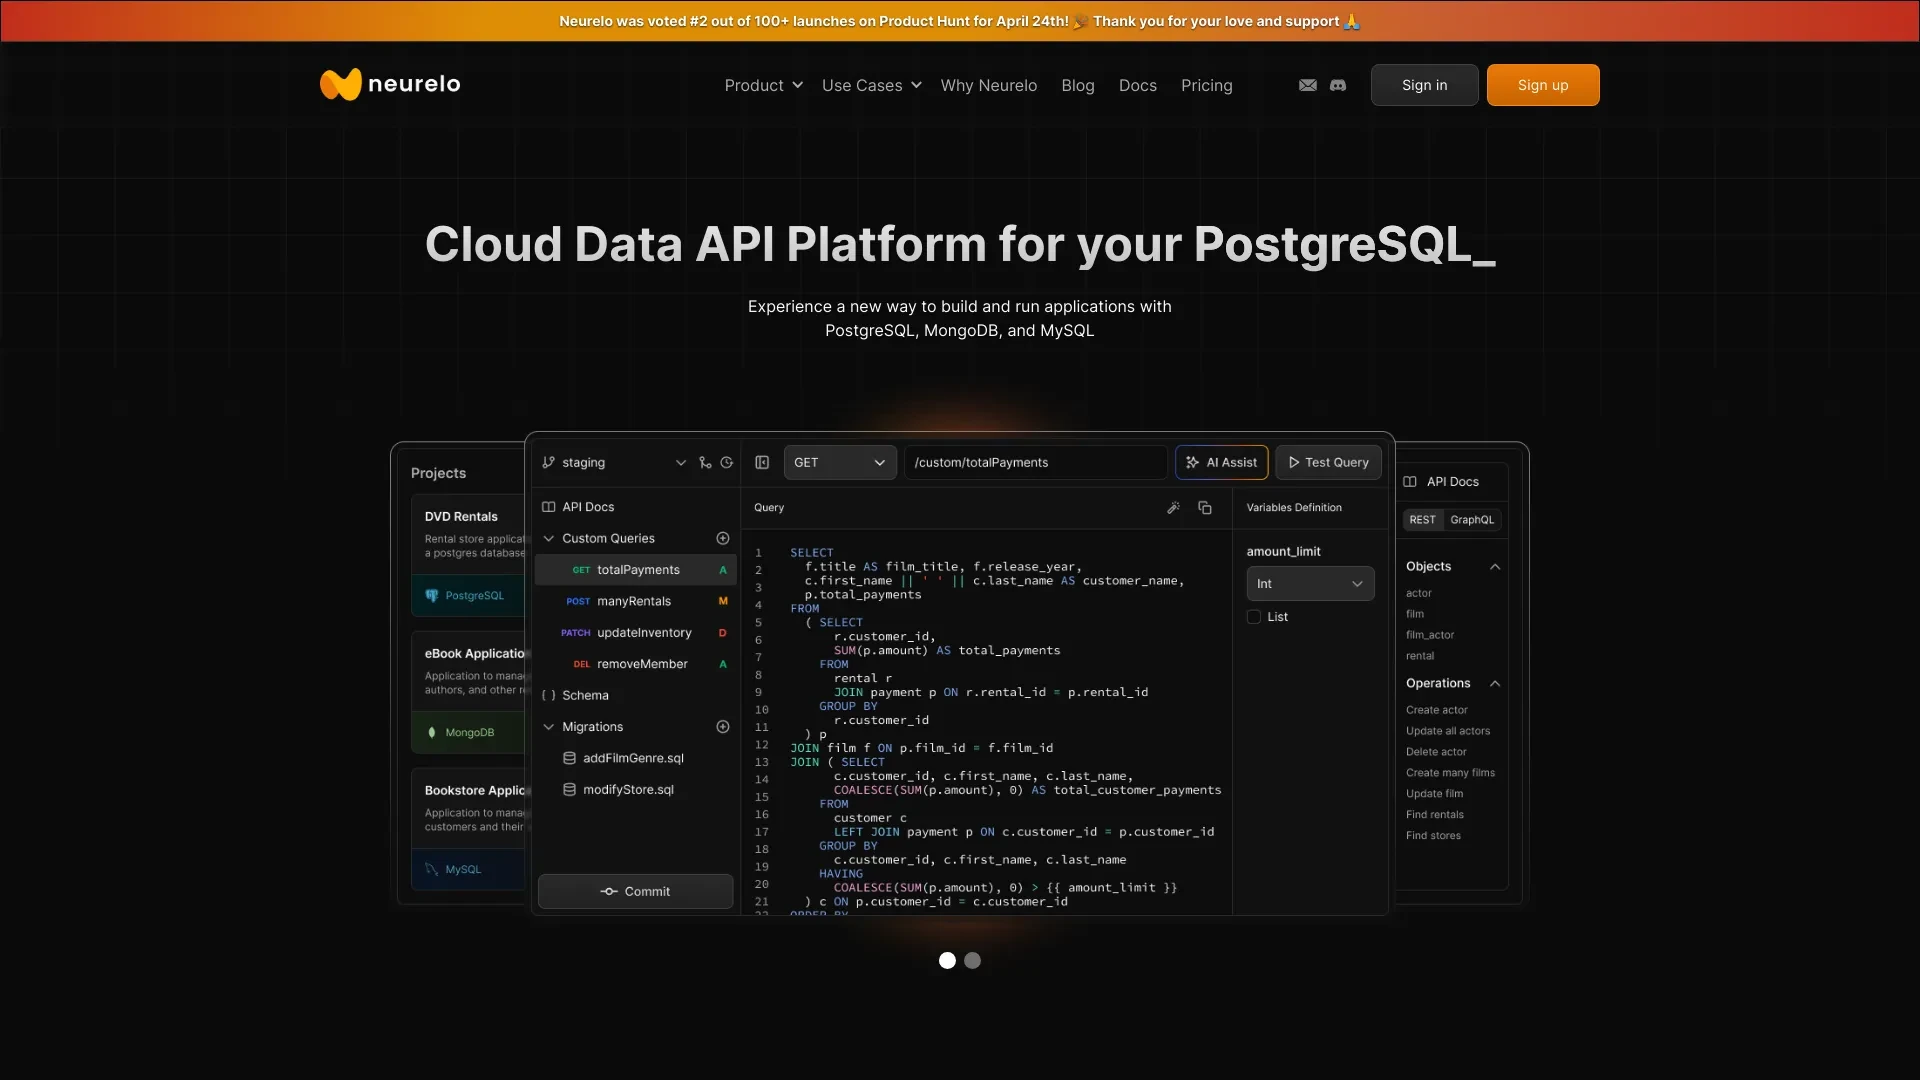 Neurelo was voted #2 out of 100+ launches on Product Hunt for April 24th! 🎉 Thank you for your love and support 🙏
neurelo
Product
Use Cases
Why Neurelo
Blog
Docs
Pricing
Sign in
Sign up
Cloud Data API Platform for your PostgreSQL_
Experience a new way to build and run applications with
PostgreSQL, MongoDB, and MySQL
Projects
DVD Rentals
Rental store applicat
a postgres database
PostgreSQL
eBook Applicatio
Application to mana
authors, and other re
MongoDB
Bookstore Applic
Application to mana
customers and their
MySQL
staging
API Docs
Custom Queries
GET totalPayments A
POST manyRentals M
PATCH updateInventory D
DEL removeMember A
{ } Schema
Migrations
addFilmGenre.sql
modifyStore.sql
Commit
GET
/custom/totalPayments
AI Assist
Test Query
Query
1
2
3
4
5
6
7
8
9
10
11
12
13
14
15
16
17
18
19
20
21
22
SELECT
f.title AS film_title, f.release_year,
c.first_name || ' ' || c.last_name AS customer_name,
p.total_payments
FROM
( SELECT
r.customer_id,
SUM(p.amount) AS total_payments
FROM
rental r
JOIN payment p ON r.rental_id = p.rental_id
GROUP BY
r.customer_id
) p
JOIN film f ON p.film_id = f.film_id
JOIN ( SELECT
c.customer_id, c.first_name, c.last_name,
COALESCE(SUM(p.amount), 0) AS total_customer_payments
FROM
customer c
LEFT JOIN payment p ON c.customer_id = p.customer_id
GROUP BY
c.customer_id, c.first_name, c.last_name
HAVING
COALESCE(SUM(p.amount), 0) > {{ amount_limit }}
) c ON p.customer_id = c.customer_id
ORDER BY
Variables Definition
amount_limit
Int
List
API Docs
REST
GraphQL
Objects
actor
film
film_actor
rental
Operations
Create actor
Update all actors
Delete actor
Create many films
Update film
Find rentals
Find stores